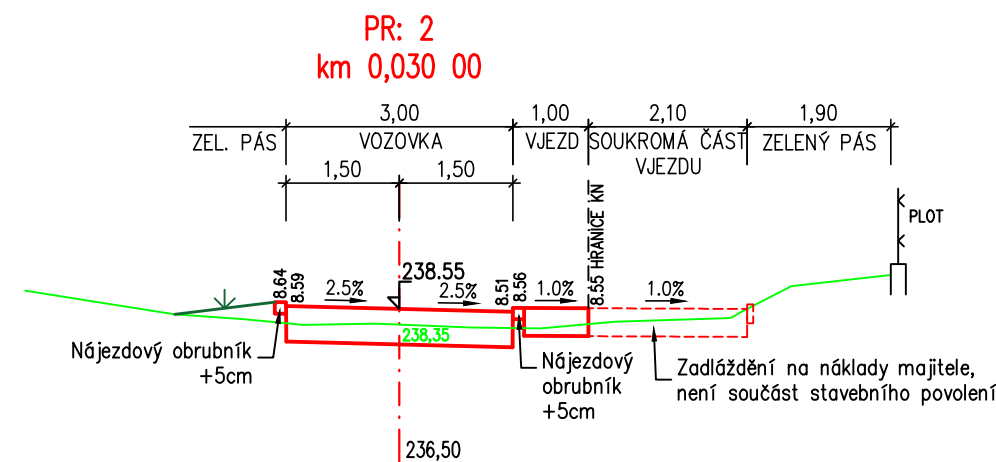 PR: 2
km 0,030 00
3,00 1,00 2,10 1,90
ZEL. PÁS VOZOVKA VJEZD SOUKROMÁ ČÁST ZELENÝ PÁS
VJEZDU
1,50 1,50
HRANICE KN
PLOT
8.64 8.59 238.55 8.51 8.56 8.55
2.5% 2.5% 1.0% 1.0%
238,35
Nájezdový obrubník
+5cm
Nájezdový
obrubník
+5cm
Zadláždění na náklady majitele,
není součást stavebního povolení
236,50